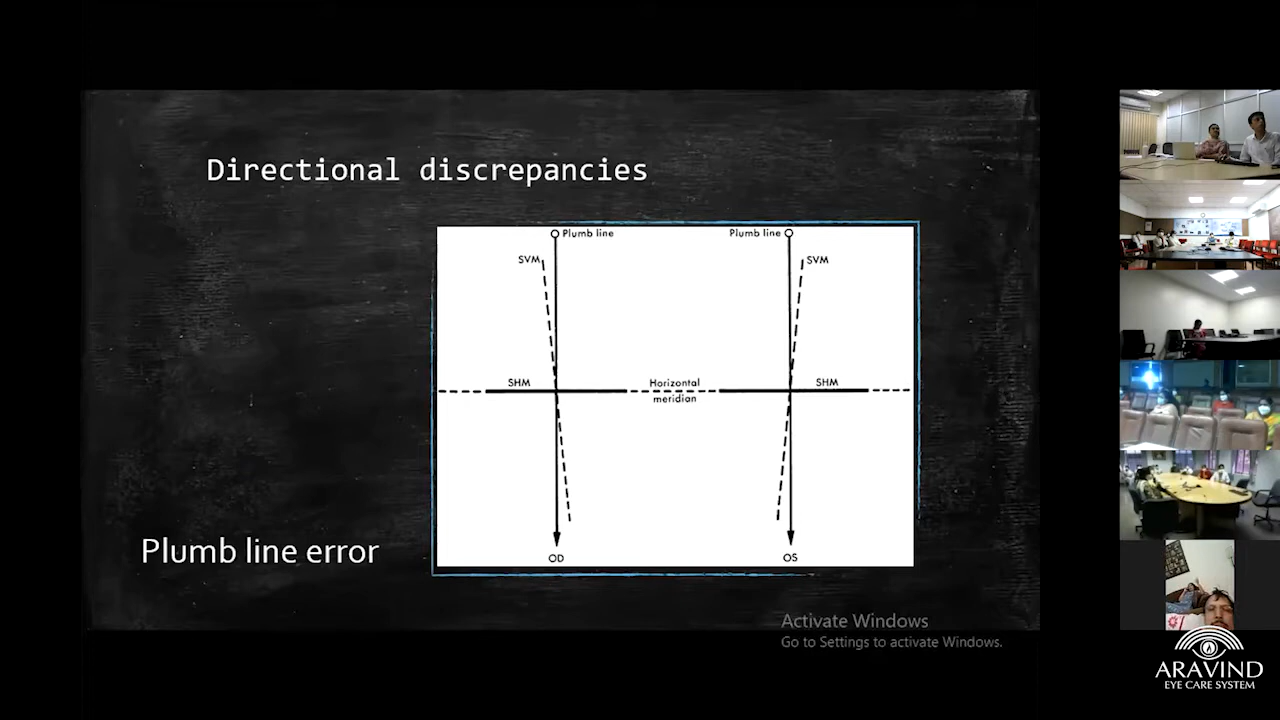 Directional discrepancies
Plumb line
Plumb line
SVM
SVM
SHM
Horizontal
meridian
SHM
OD
OS
Plumb line error
Activate Windows
Go to Settings to activate Windows.
ARAVIND
EYE CARE SYSTEM